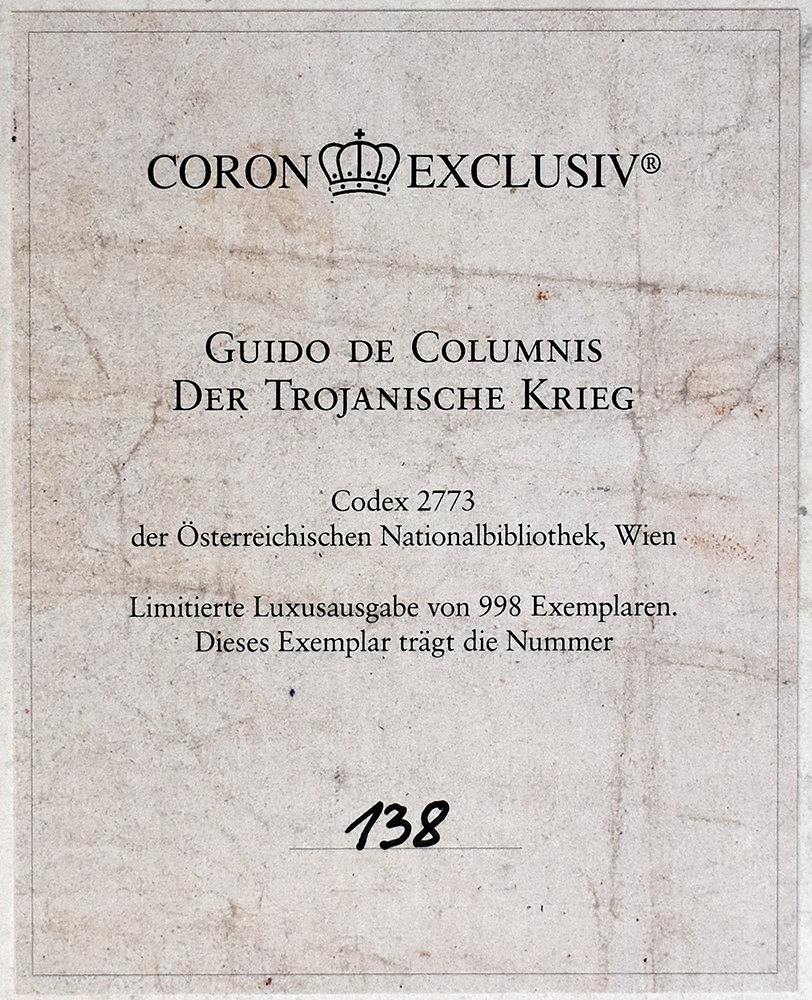 CORON EXCLUSIV®
GUIDO DE COLUMNIS
DER TROJANISCHE KRIEG
Codex 2773
der Österreichischen Nationalbibliothek, Wien
Limitierte Luxusausgabe von 998 Exemplaren.
Dieses Exemplar trägt die Nummer
138